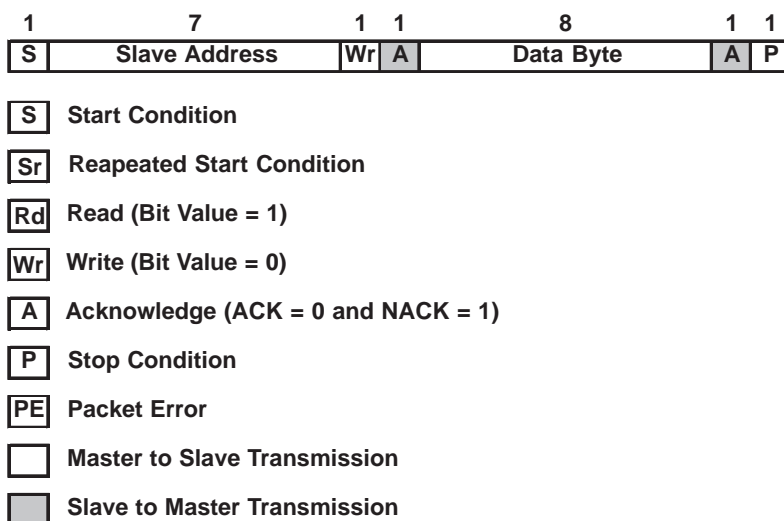 1 7 1 1 8 1 1
S Slave Address Wr A Data Byte A P
S Start Condition
Sr Reapeated Start Condition
Rd Read (Bit Value = 1)
Wr Write (Bit Value = 0)
A Acknowledge (ACK = 0 and NACK = 1)
P Stop Condition
PE Packet Error
Master to Slave Transmission
Slave to Master Transmission